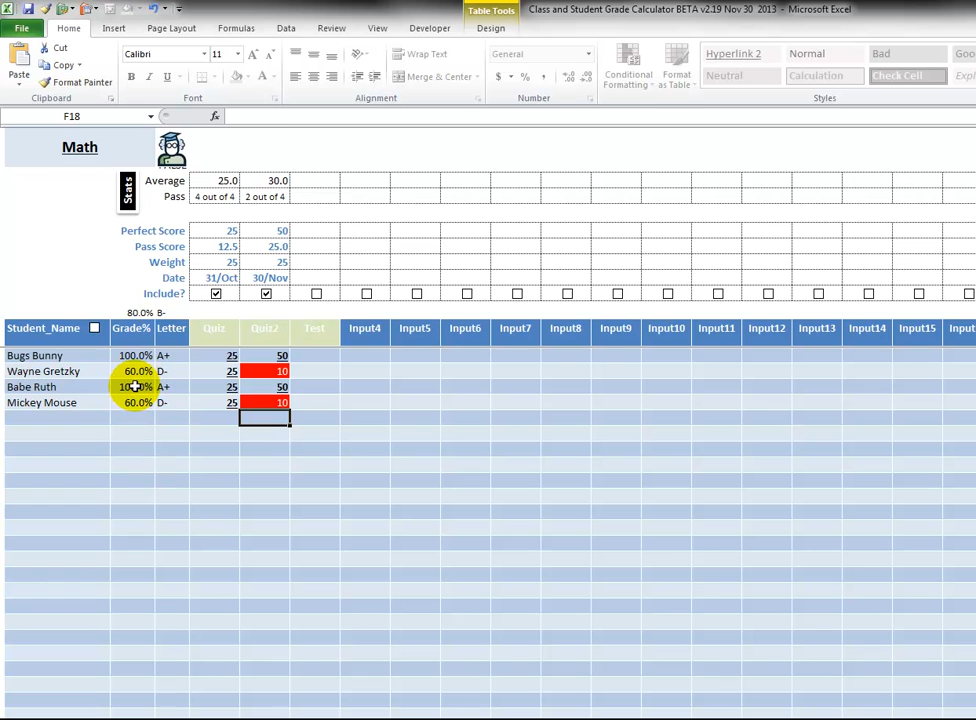 Table Tools
Class and Student Grade Calculator BETA v2.19 Nov 30 2013 - Microsoft Excel
File Home Insert Page Layout Formulas Data Review View Developer Design
Paste
Cut
Copy
Format Painter
Clipboard
Calibri 11
B I U
Font
Wrap Text
Merge & Center
Alignment
General
$ % ,
Number
Conditional Formatting
Format as Table
Hyperlink 2 Normal Bad
Neutral Calculation Check Cell
Styles
F18 fx
Math
Stats
Average 25.0 30.0
Pass 4 out of 4 2 out of 4
Perfect Score 25 50
Pass Score 12.5 25.0
Weight 25 25
Date 31/Oct 30/Nov
Include?
80.0% B-
Student_Name Grade% Letter Quiz Quiz2 Test Input4 Input5 Input6 Input7 Input8 Input9 Input10 Input11 Input12 Input13 Input14 Input15
Bugs Bunny 100.0% A+ 25 50
Wayne Gretzky 60.0% D- 25 10
Babe Ruth 100.0% A+ 25 50
Mickey Mouse 60.0% D- 25 10